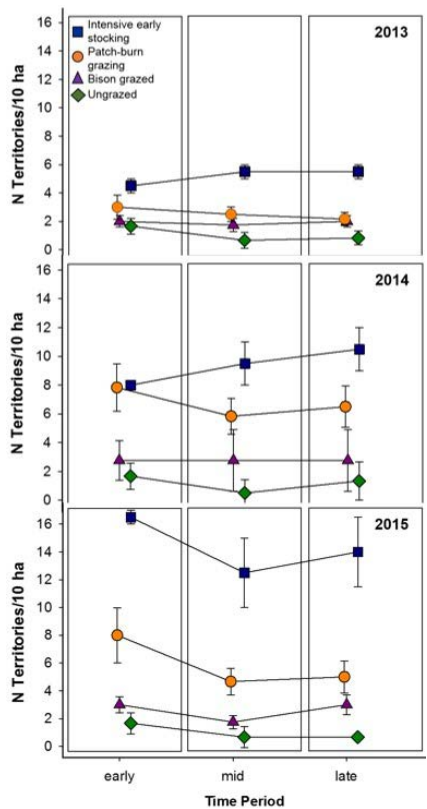 16
14
12
10
8
6
4
2
0
N Territories/10 ha
Intensive early
stocking
Patch-burn
grazing
Bison grazed
Ungrazed
2013
16
14
12
10
8
6
4
2
0
N Territories/10 ha
2014
16
14
12
10
8
6
4
2
0
N Territories/10 ha
2015
early
mid
late
Time Period